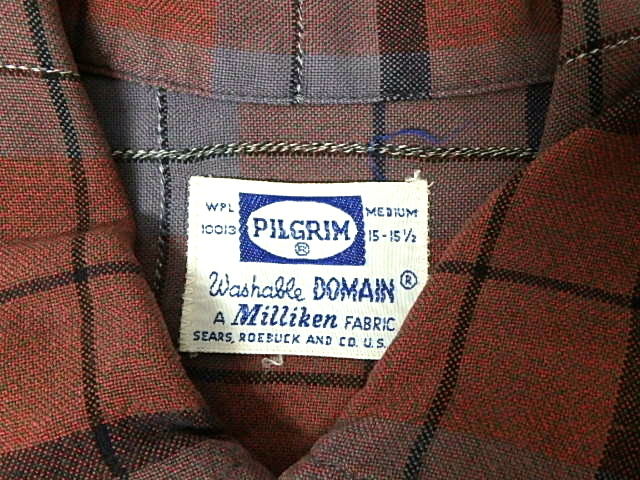 WPL PILGRIM MEDIUM
10013 ® 15-15½
Washable DOMAIN®
A Milliken FABRIC
SEARS, ROEBUCK AND CO. U.S.